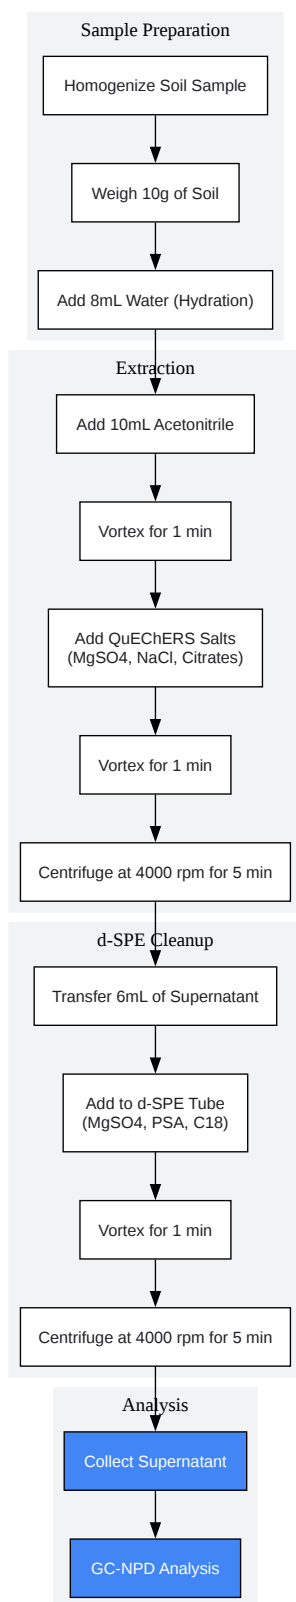 Sample Preparation
Homogenize Soil Sample
Weigh 10g of Soil
Add 8mL Water (Hydration)
Extraction
Add 10mL Acetonitrile
Vortex for 1 min
Add QuEChERS Salts
(MgSO4, NaCl, Citrates)
Vortex for 1 min
Centrifuge at 4000 rpm for 5 min
d-SPE Cleanup
Transfer 6mL of Supernatant
Add to d-SPE Tube
(MgSO4, PSA, C18)
Vortex for 1 min
Centrifuge at 4000 rpm for 5 min
Analysis
Collect Supernatant
GC-NPD Analysis